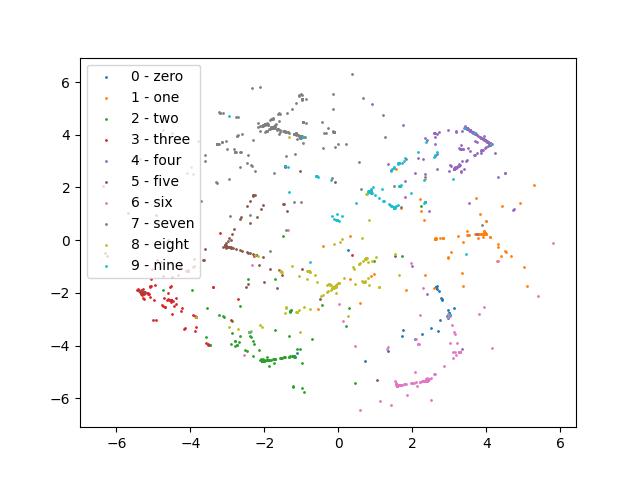 0 - zero
1 - one
2 - two
3 - three
4 - four
5 - five
6 - six
7 - seven
8 - eight
9 - nine
6
4
2
0
−2
−4
−6
−6 −4 −2 0 2 4 6